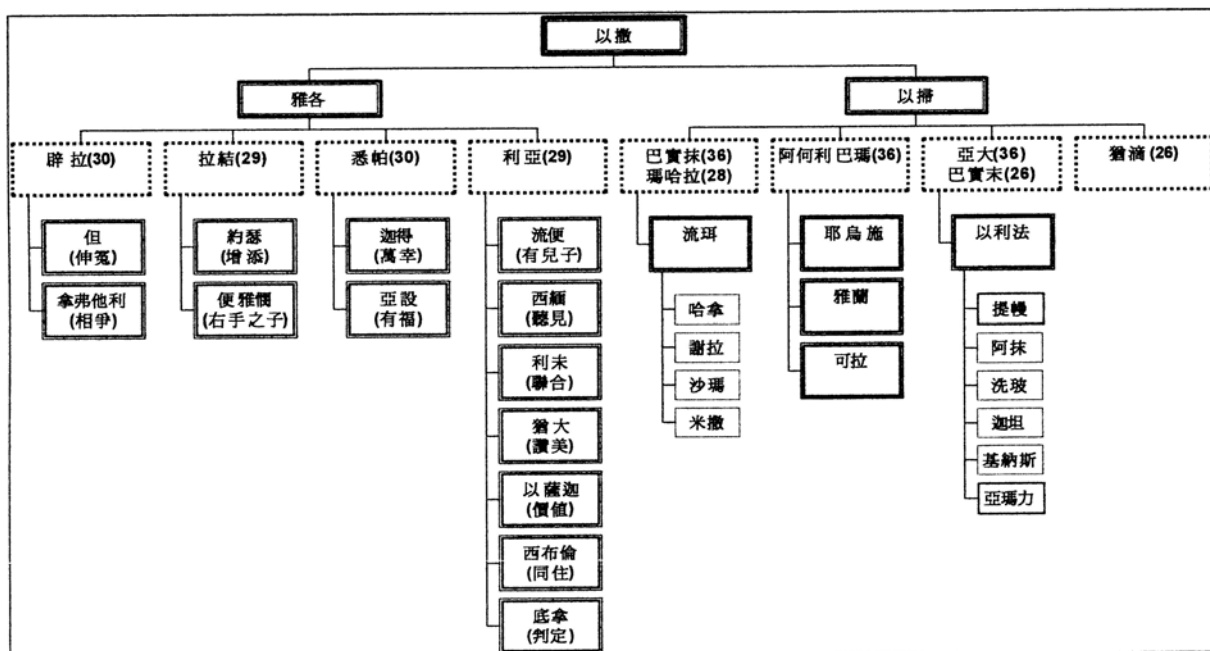 以撒
雅各
以掃
辟拉(30)
拉結(29)
悉帕(30)
利亞(29)
巴實抹(36)
瑪哈拉(28)
阿何利巴瑪(36)
亞大(36)
巴實末(26)
猶滴(26)
但
(伸冤)
拿弗他利
(相爭)
約瑟
(增添)
便雅憫
(右手之子)
迦得
(萬幸)
亞設
(有福)
流便
(有兒子)
西緬
(聽見)
利未
(聯合)
猶大
(讚美)
以薩迦
(價值)
西布倫
(同住)
底拿
(判定)
流珥
哈拿
謝拉
沙瑪
米撒
耶烏施
雅蘭
可拉
以利法
提幔
阿抹
洗玻
迦坦
基納斯
亞瑪力